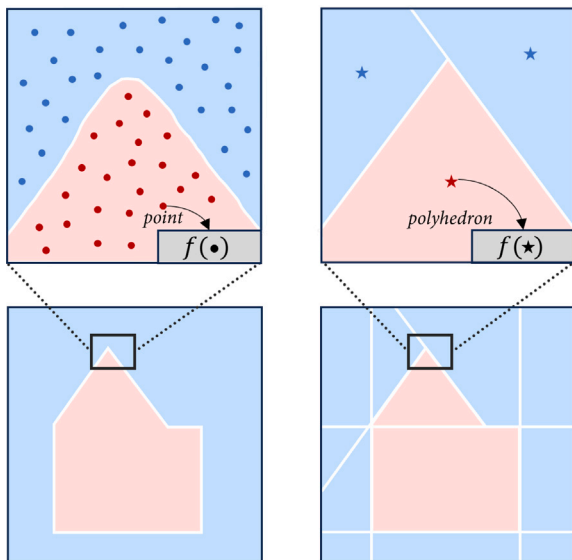 point
f(•)
polyhedron
f(★)